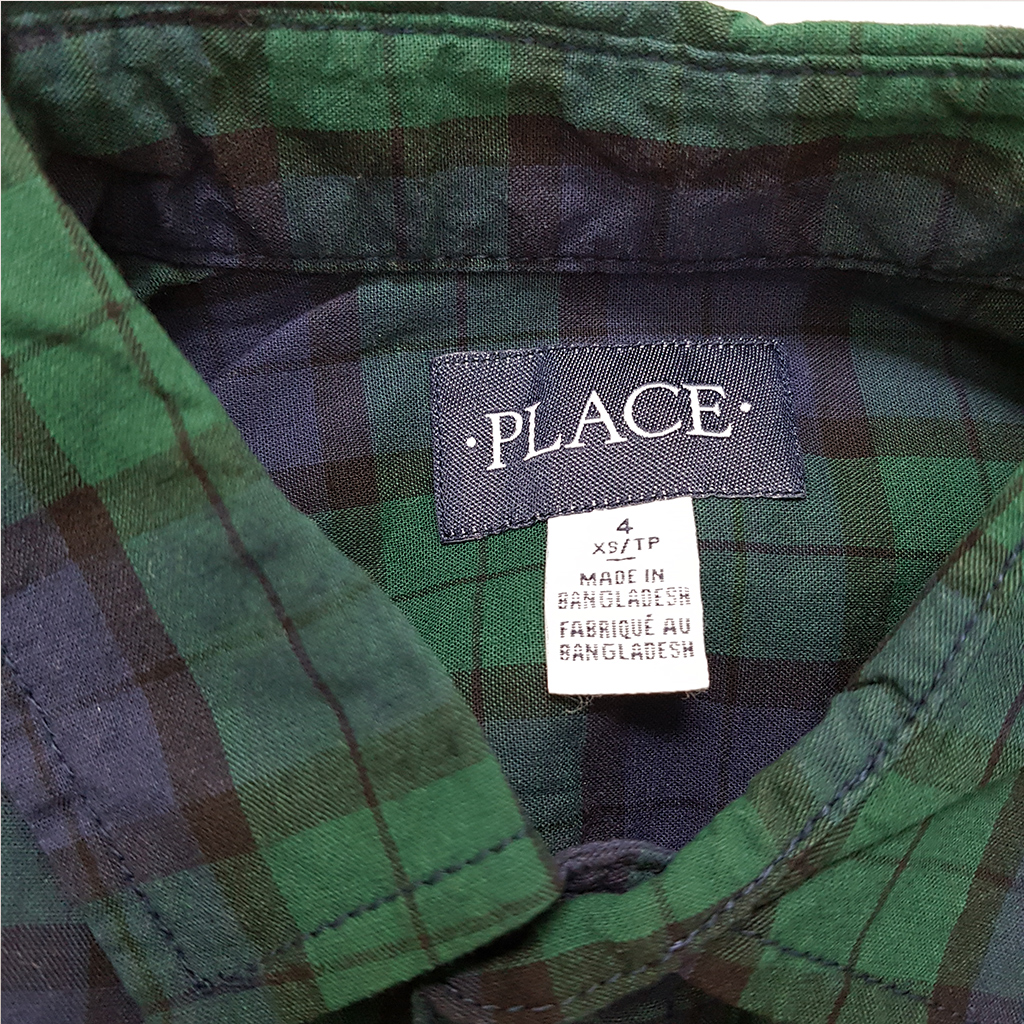 ·PLACE·
4
XS/TP
MADE IN
BANGLADESH
FABRIQUÉ AU
BANGLADESH